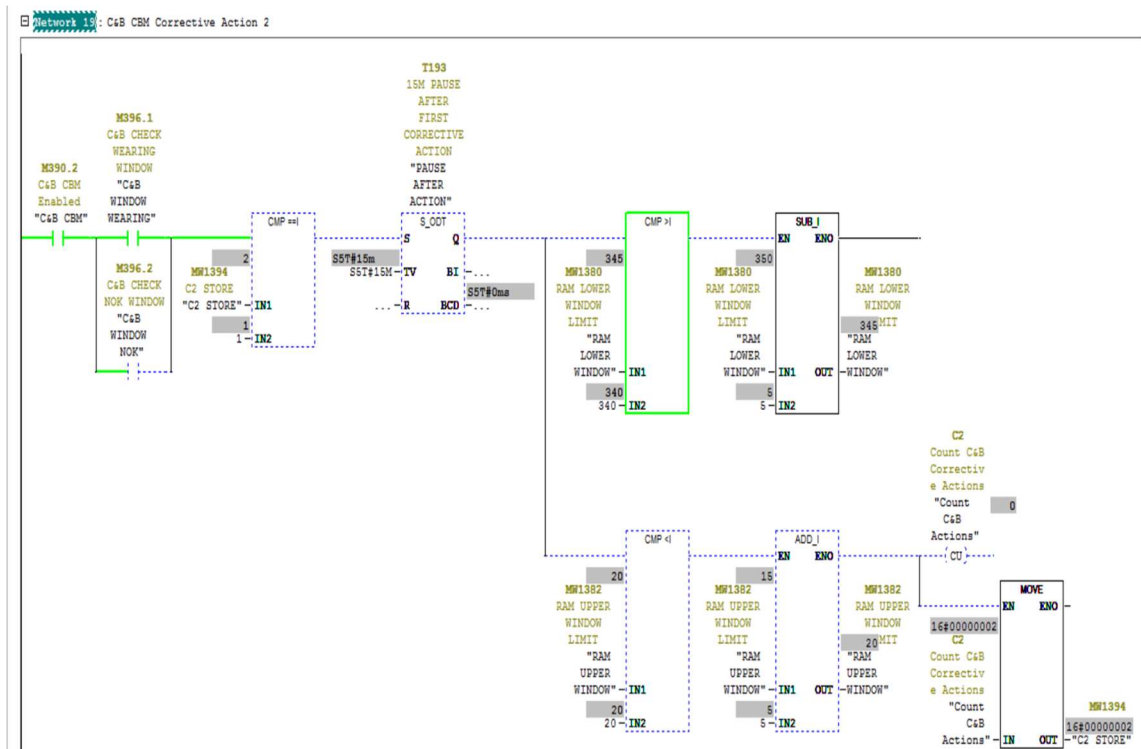 Network 19: C&B CBM Corrective Action 2
T193
15M PAUSE
AFTER
FIRST
CORRECTIVE
ACTION
"PAUSE
AFTER
ACTION"
M396.1
C&B CHECK
WEARING
WINDOW
"C&B
WINDOW
WEARING"
M390.2
C&B CBM
Enabled
"C&B CBM"
M396.2
C&B CHECK
NOK WINDOW
"C&B
WINDOW
NOK"
CMP ==I
2
MW1394
C2 STORE
"C2 STORE"
IN1
1
1
IN2
S_ODT
S
Q
S5T#15m
S5T#15M
TV
BI
...
S5T#0ms
...
R
BCD
...
CMP >I
345
MW1380
RAM LOWER
WINDOW
LIMIT
"RAM
LOWER
WINDOW"
IN1
340
340
IN2
SUB_I
EN
ENO
350
MW1380
RAM LOWER
WINDOW
LIMIT
"RAM
LOWER
WINDOW"
IN1
OUT
5
5
IN2
MW1380
RAM LOWER
WINDOW
345
MIT
"RAM
LOWER
WINDOW"
CMP <I
20
MW1382
RAM UPPER
WINDOW
LIMIT
"RAM
UPPER
WINDOW"
IN1
20
20
IN2
ADD_I
EN
ENO
15
MW1382
RAM UPPER
WINDOW
LIMIT
"RAM
UPPER
WINDOW"
IN1
OUT
5
5
IN2
MW1382
RAM UPPER
WINDOW
20
MIT
"RAM
UPPER
WINDOW"
C2
Count C&B
Correctiv
e Actions
"Count
C&B
Actions"
0
CU
MOVE
EN
ENO
16#00000002
C2
Count C&B
Correctiv
e Actions
"Count
C&B
Actions"
IN
OUT
MW1394
16#00000002
"C2 STORE"